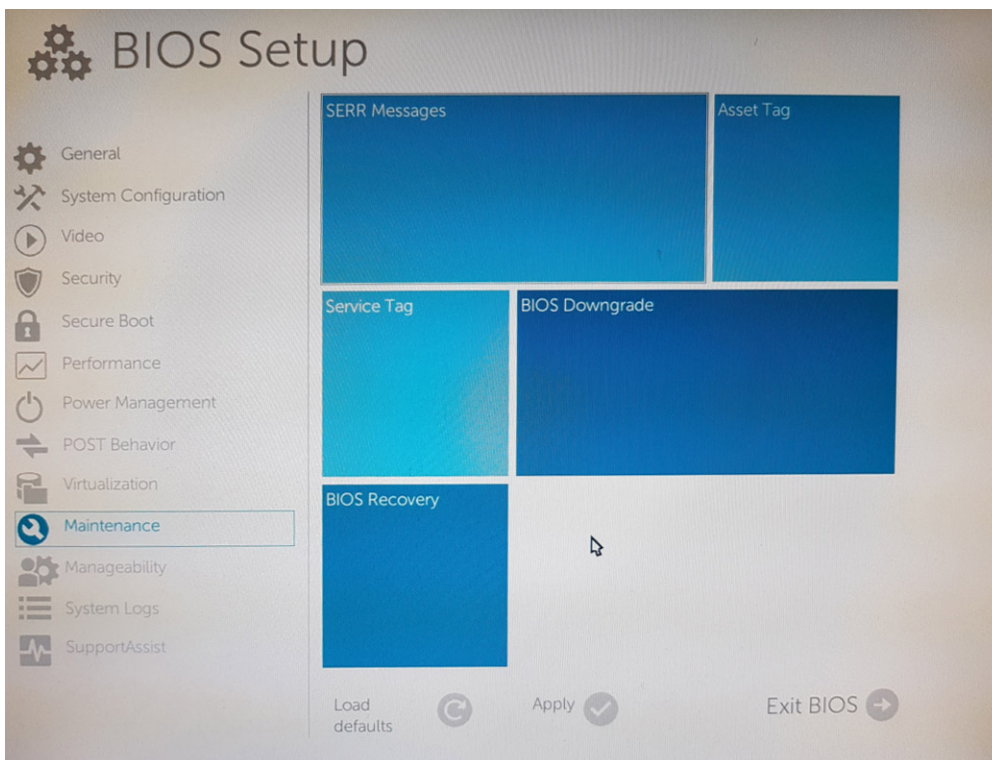 BIOS Setup
General
System Configuration
Video
Security
Secure Boot
Performance
Power Management
POST Behavior
Virtualization
Maintenance
Manageability
System Logs
SupportAssist
SERR Messages
Asset Tag
Service Tag
BIOS Downgrade
BIOS Recovery
Load
defaults
Apply
Exit BIOS